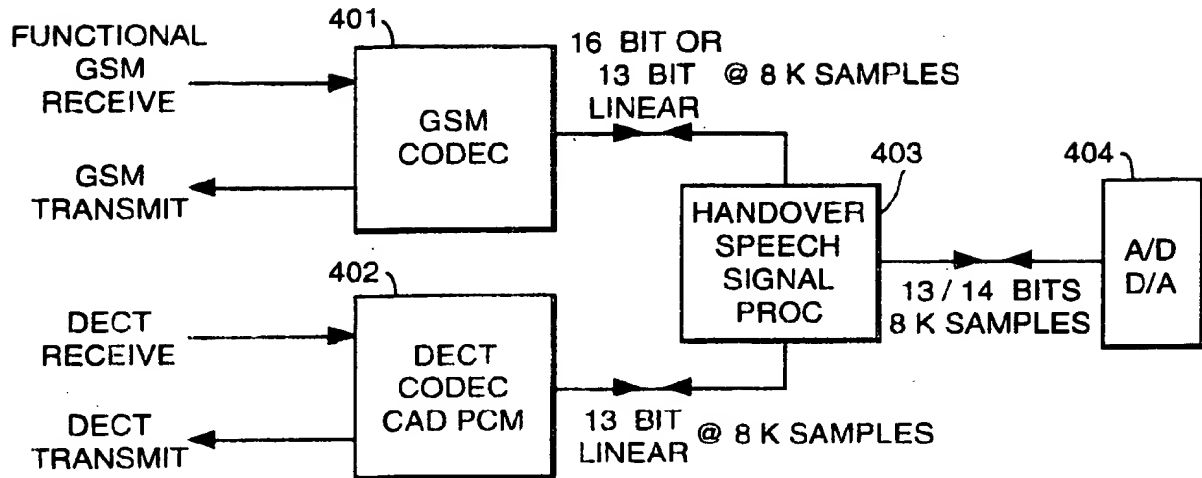 401
FUNCTIONAL
GSM
RECEIVE
GSM
TRANSMIT
GSM
CODEC
16 BIT OR
13 BIT @ 8 K SAMPLES
LINEAR
403
404
HANDOVER
SPEECH
SIGNAL
PROC
A/D
D/A
13 / 14 BITS
8 K SAMPLES
402
DECT
RECEIVE
DECT
TRANSMIT
DECT
CODEC
CAD PCM
13 BIT @ 8 K SAMPLES
LINEAR